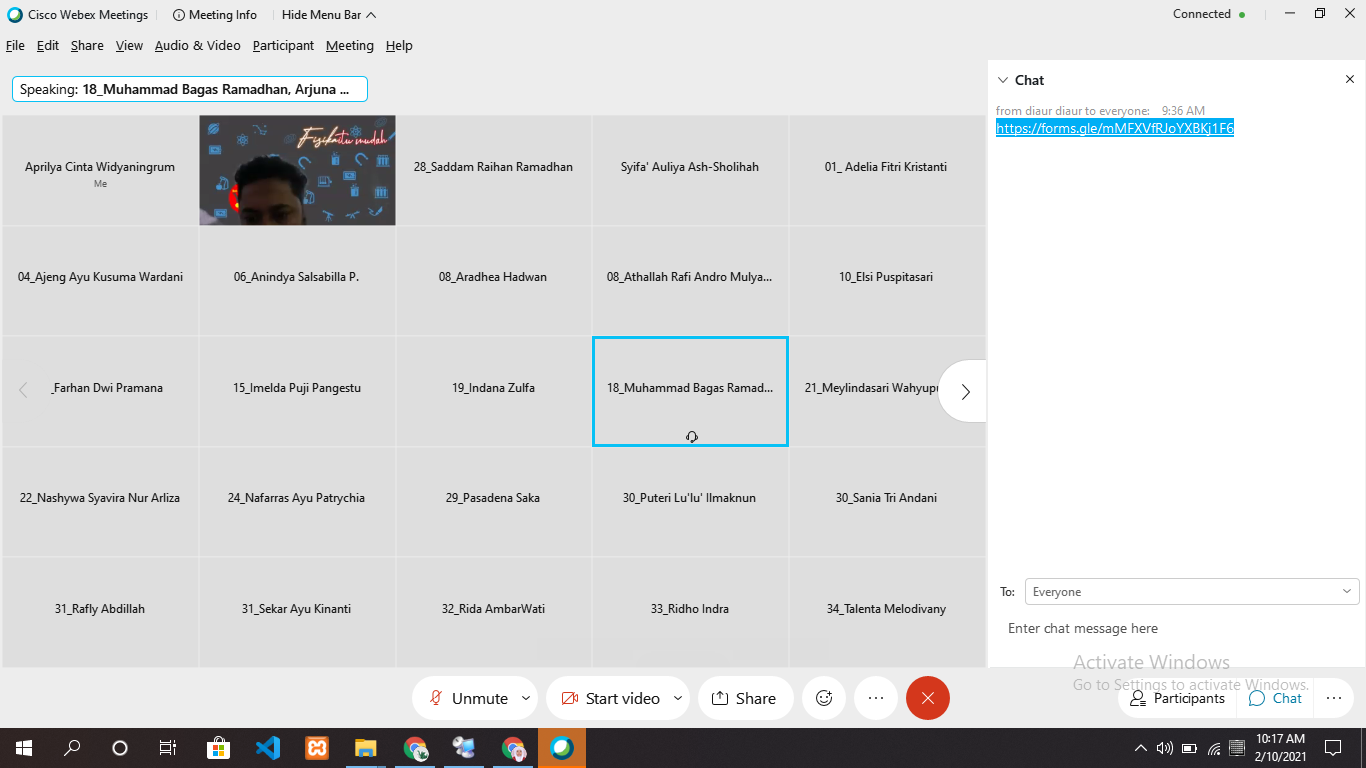 Cisco Webex Meetings
Meeting Info
Hide Menu Bar
Connected
File Edit Share View Audio & Video Participant Meeting Help
Speaking: 18_Muhammad Bagas Ramadhan, Arjuna ...
Aprilya Cinta Widyaningrum
Me
Fisika itu mudah
28_Saddam Raihan Ramadhan
Syifa' Auliya Ash-Sholihah
01_ Adelia Fitri Kristanti
04_Ajeng Ayu Kusuma Wardani
06_Anindya Salsabilla P.
08_Aradhea Hadwan
08_Athallah Rafi Andro Mulya...
10_Elsi Puspitasari
_Farhan Dwi Pramana
15_Imelda Puji Pangestu
19_Indana Zulfa
18_Muhammad Bagas Ramad...
21_Meylindasari Wahyupu
22_Nashywa Syavira Nur Arliza
24_Nafarras Ayu Patrychia
29_Pasadena Saka
30_Puteri Lu'lu' Ilmaknun
30_Sania Tri Andani
31_Rafly Abdillah
31_Sekar Ayu Kinanti
32_Rida AmbarWati
33_Ridho Indra
34_Talenta Melodivany
Chat
from diaur diaur to everyone: 9:36 AM
https://forms.gle/mMFXVfRJoYXBKj1F6
To: Everyone
Enter chat message here
Activate Windows
Go to Settings to activate Windows.
Unmute
Start video
Share
Participants
Chat
10:17 AM
2/10/2021